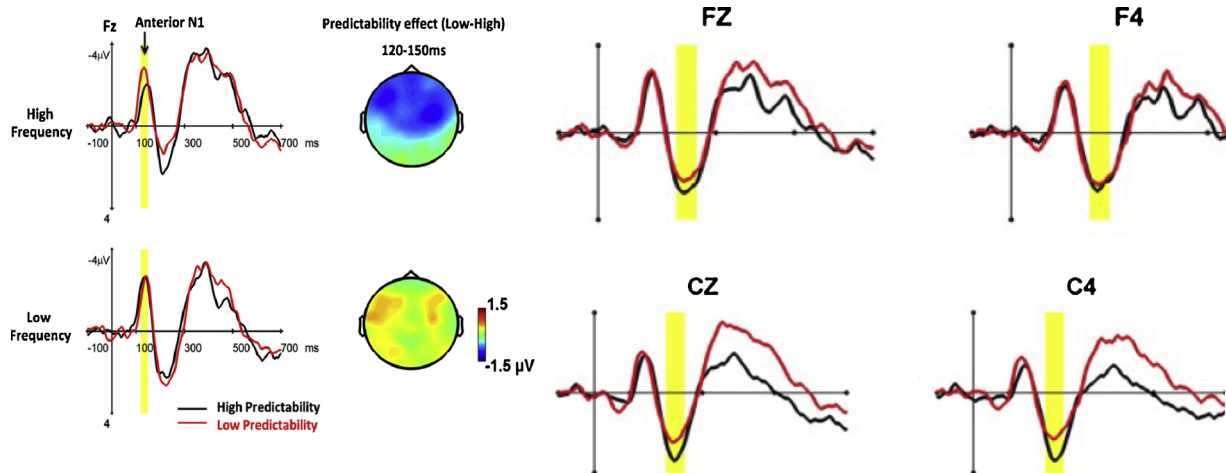 Fz
Anterior N1
-4µV
High
Frequency
-100 100 300 500 700 ms
4
Predictability effect (Low-High)
120-150ms
-4µV
Low
Frequency
-100 100 300 500 700 ms
4
High Predictability
Low Predictability
1.5
-1.5 µV
FZ
F4
CZ
C4